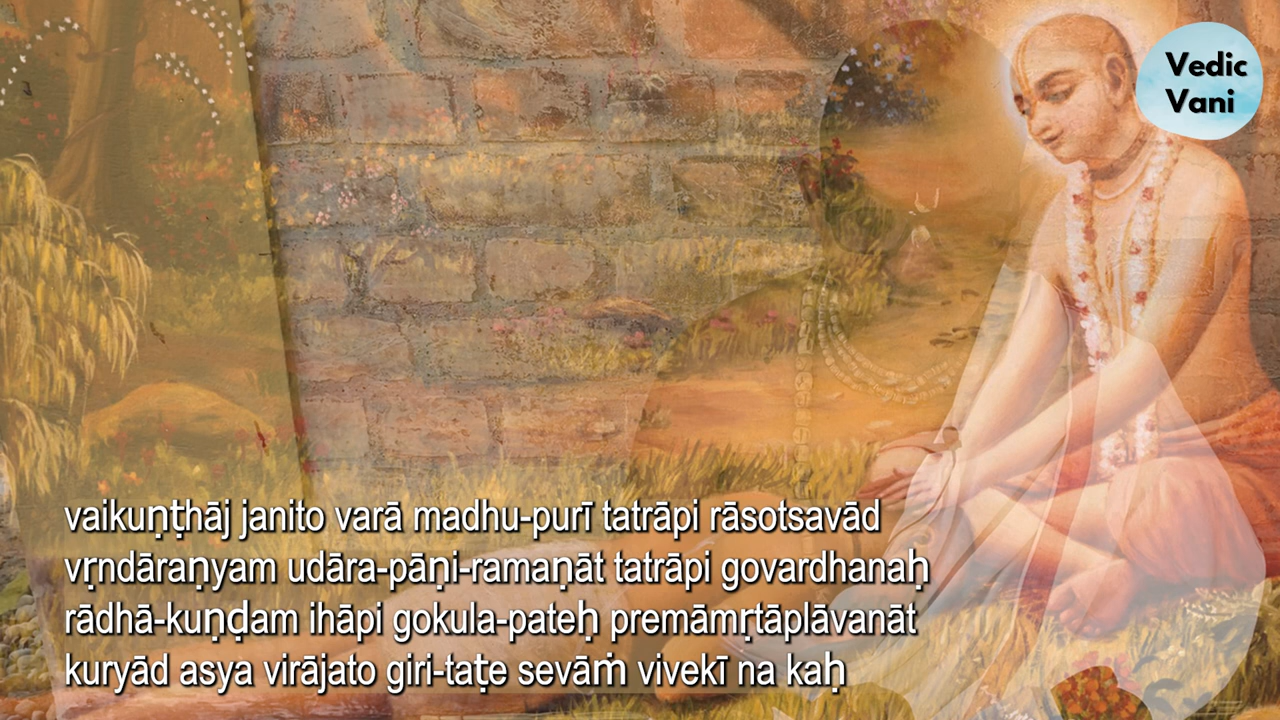 Vedic
Vani
vaikuṇṭhāj janito varā madhu-purī tatrāpi rāsotsavād
vṛndāraṇyam udāra-pāṇi-ramaṇāt tatrāpi govardhanaḥ
rādhā-kuṇḍam ihāpi gokula-pateḥ premāmṛtāplāvanāt
kuryād asya virājato giri-taṭe sevāṁ vivekī na kaḥ